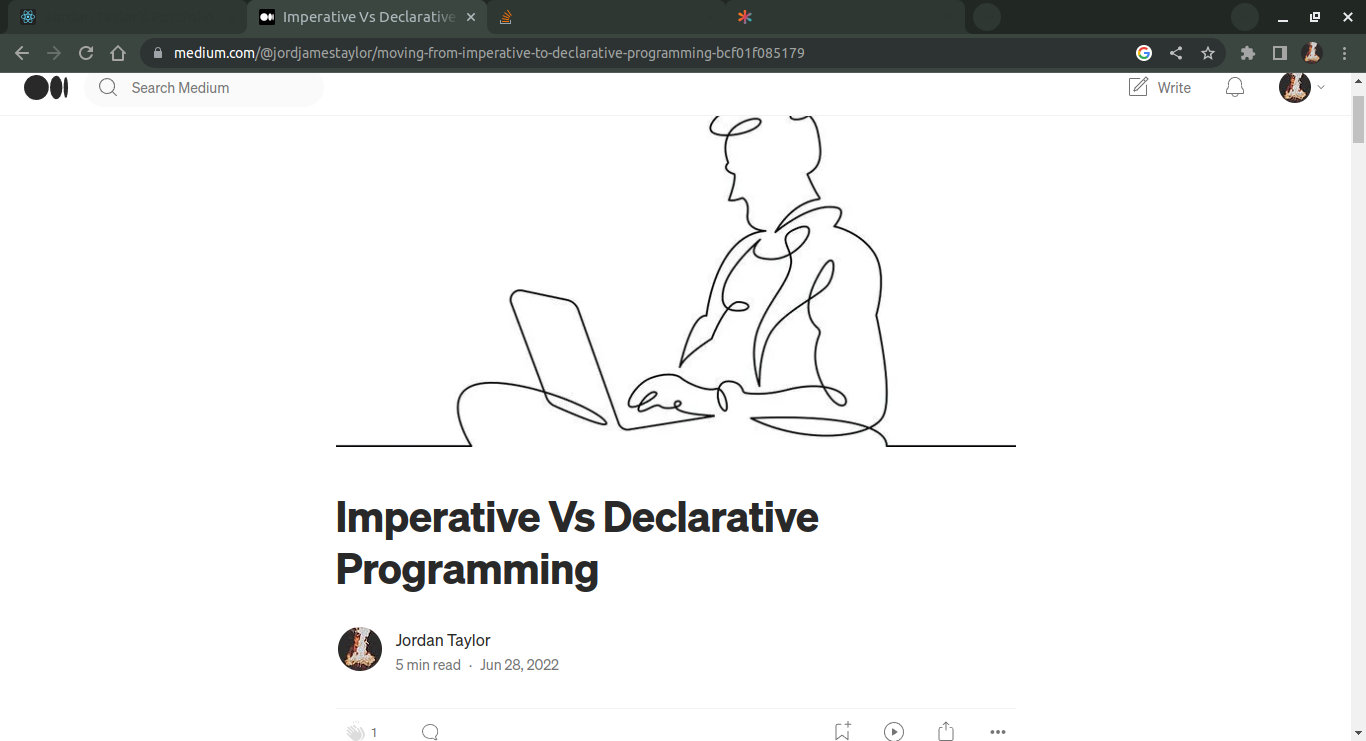 Imperative Vs Declarative
medium.com/@jordjamestaylor/moving-from-imperative-to-declarative-programming-bcf01f085179
Search Medium
Write
Imperative Vs Declarative
Programming
Jordan Taylor
5 min read · Jun 28, 2022
1